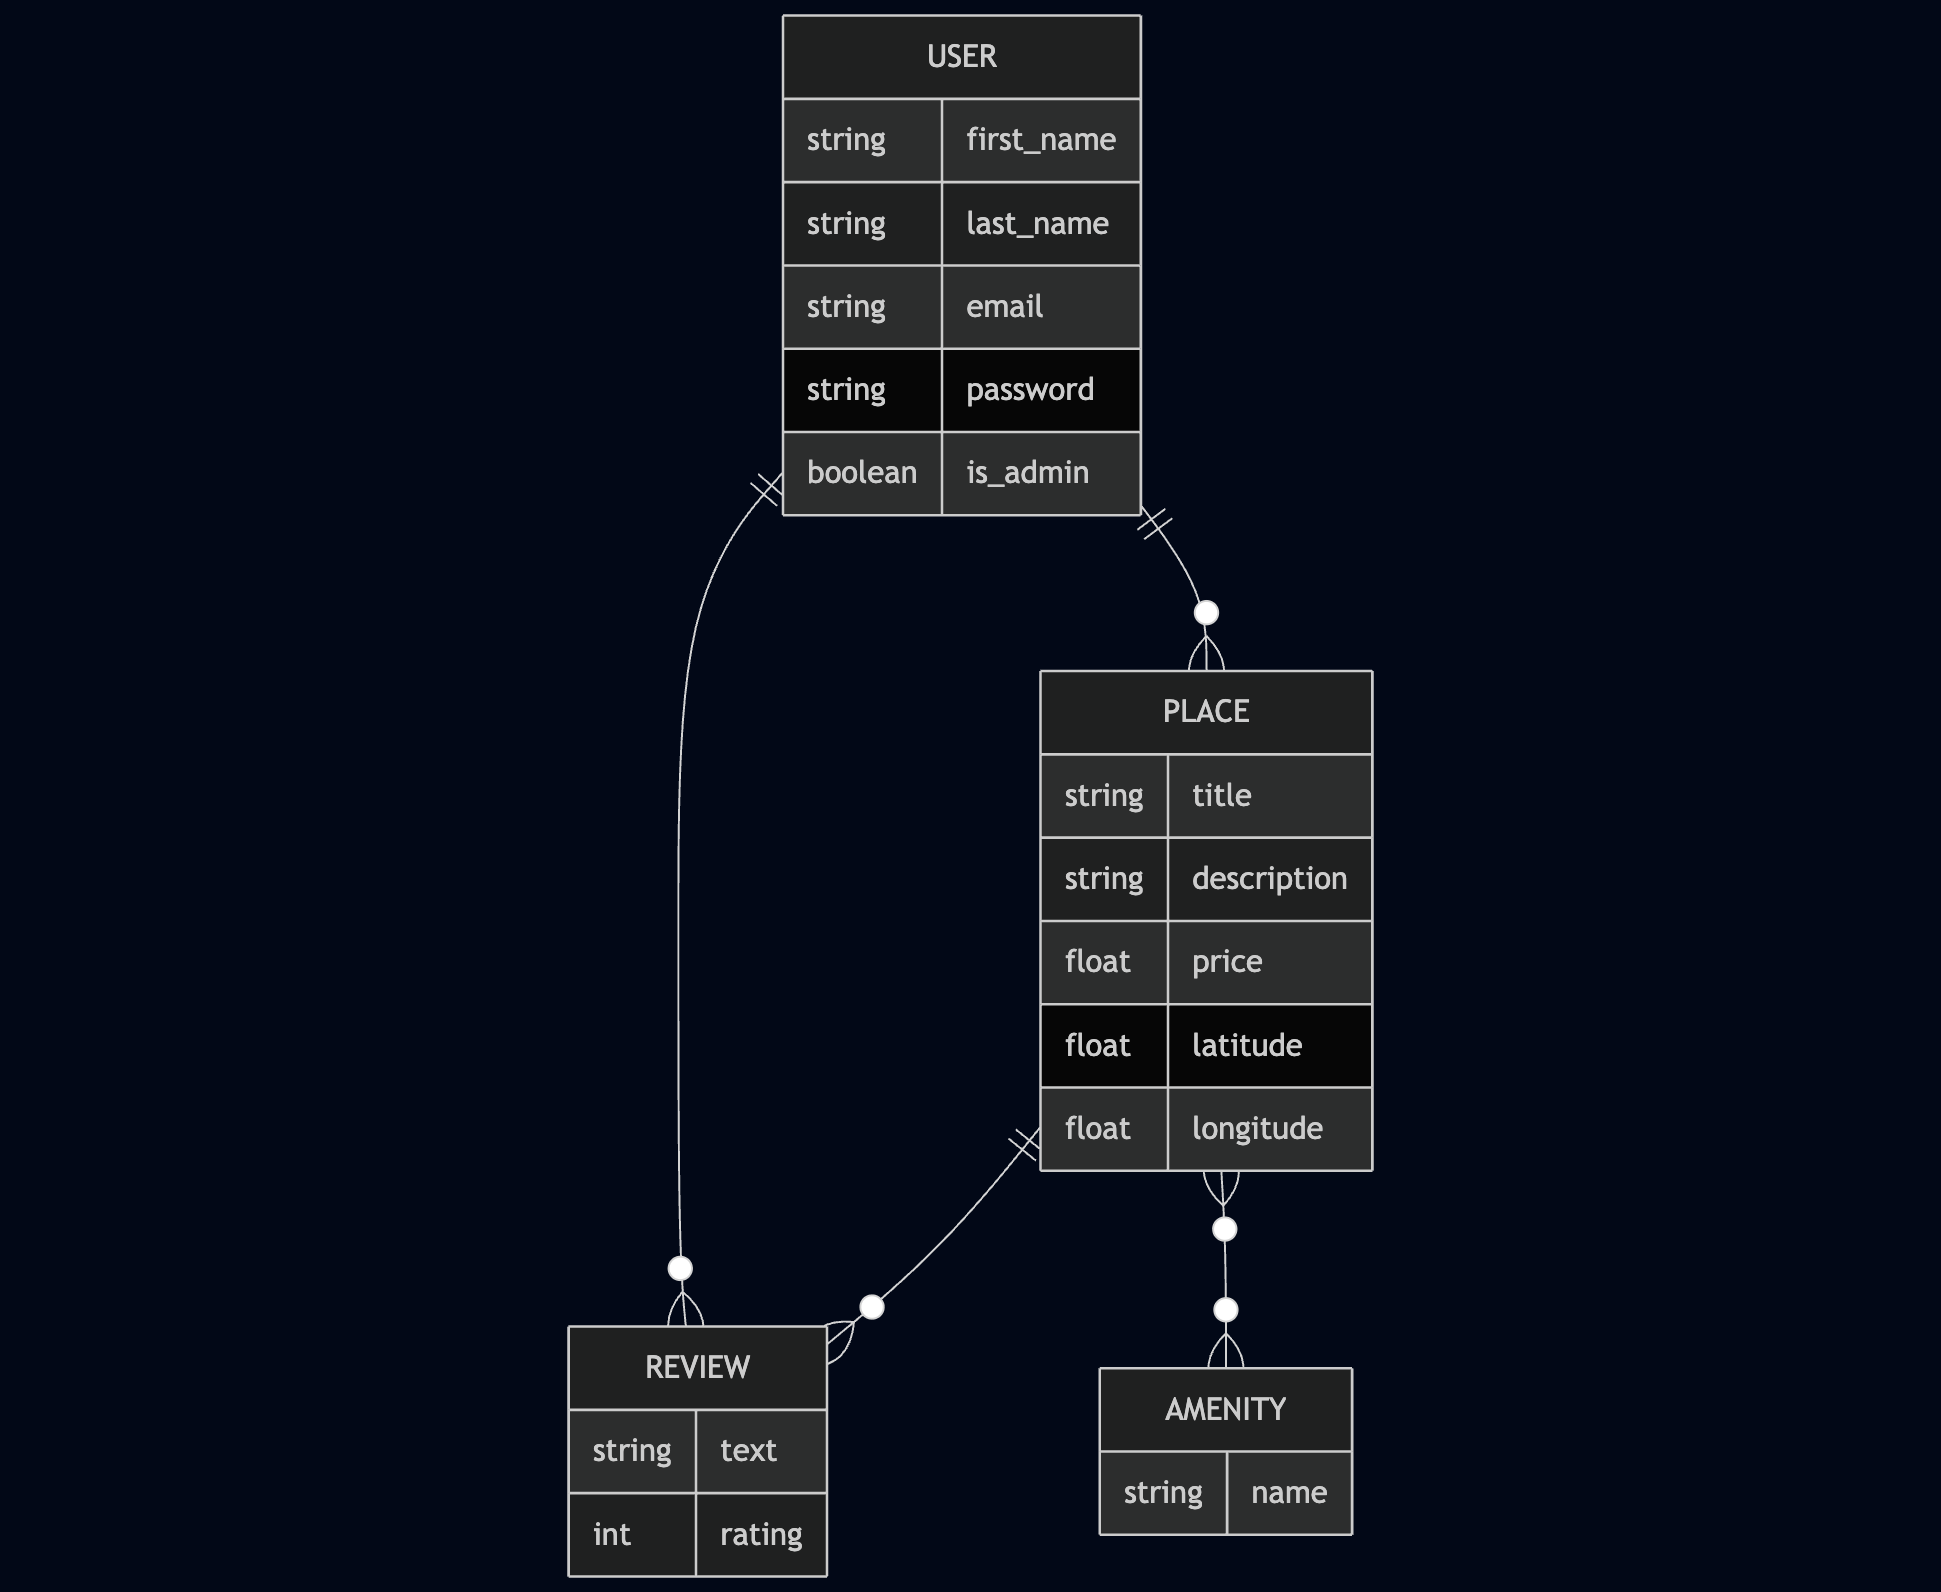 USER
string first_name
string last_name
string email
string password
boolean is_admin
PLACE
string title
string description
float price
float latitude
float longitude
REVIEW
string text
int rating
AMENITY
string name